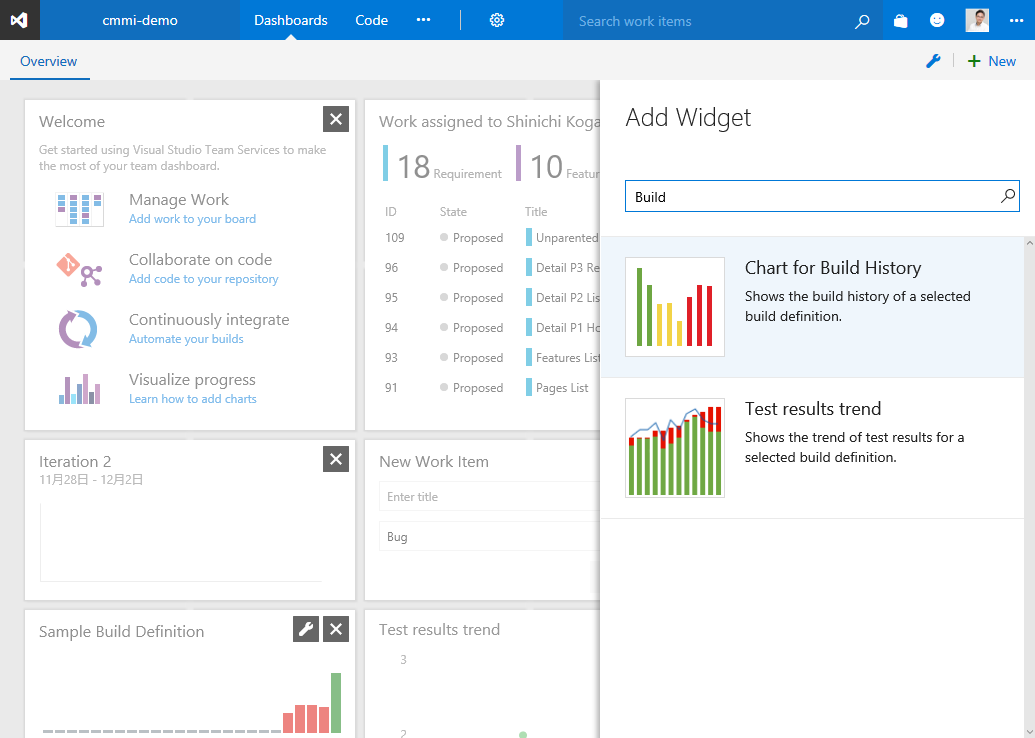 cmmi-demo
Dashboards
Code
Search work items
Overview
New
Welcome
Get started using Visual Studio Team Services to make
the most of your team dashboard.
Manage Work
Add work to your board
Collaborate on code
Add code to your repository
Continuously integrate
Automate your builds
Visualize progress
Learn how to add charts
Work assigned to Shinichi Koga
18 Requirement
10 Featur
ID State Title
109 Proposed Unparented
96 Proposed Detail P3 Re
95 Proposed Detail P2 Lis
94 Proposed Detail P1 Ho
93 Proposed Features List
91 Proposed Pages List
Iteration 2
11月28日 - 12月2日
New Work Item
Enter title
Bug
Sample Build Definition
Test results trend
3
2
Add Widget
Build
Chart for Build History
Shows the build history of a selected
build definition.
Test results trend
Shows the trend of test results for a
selected build definition.